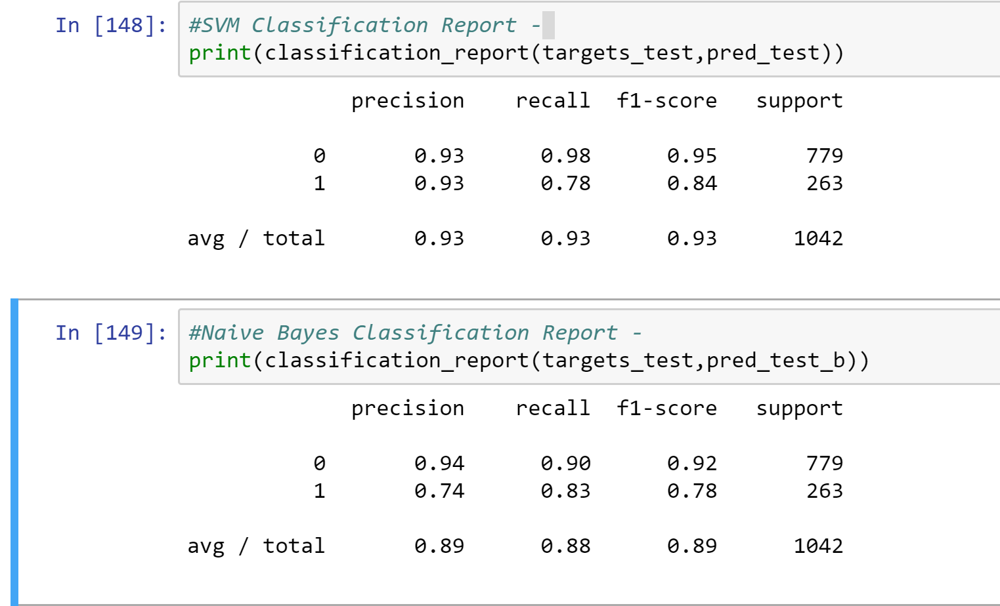 In [148]: #SVM Classification Report -
print(classification_report(targets_test,pred_test))
precision recall f1-score support
0 0.93 0.98 0.95 779
1 0.93 0.78 0.84 263
avg / total 0.93 0.93 0.93 1042
In [149]: #Naive Bayes Classification Report -
print(classification_report(targets_test,pred_test_b))
precision recall f1-score support
0 0.94 0.90 0.92 779
1 0.74 0.83 0.78 263
avg / total 0.89 0.88 0.89 1042